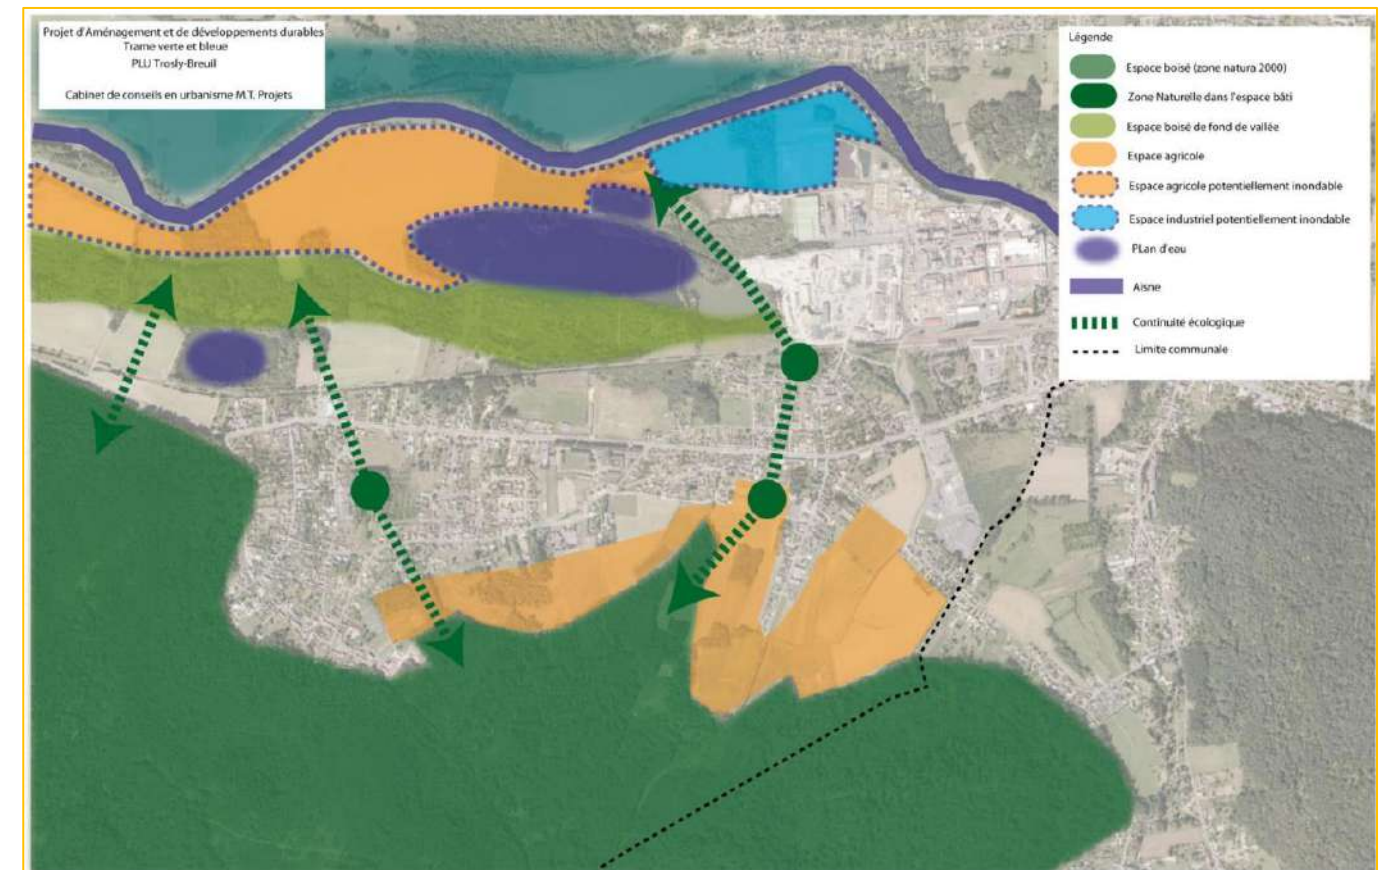 Projet d'Aménagement et de développements durables
Trame verte et bleue
PLU Trosly-Breuil
Cabinet de conseils en urbanisme M.T. Projets
Légende
Espace boisé (zone natura 2000)
Zone Naturelle dans l'espace bâti
Espace boisé de fond de vallée
Espace agricole
Espace agricole potentiellement inondable
Espace industriel potentiellement inondable
PLan d'eau
Aisne
Continuité écologique
Limite communale